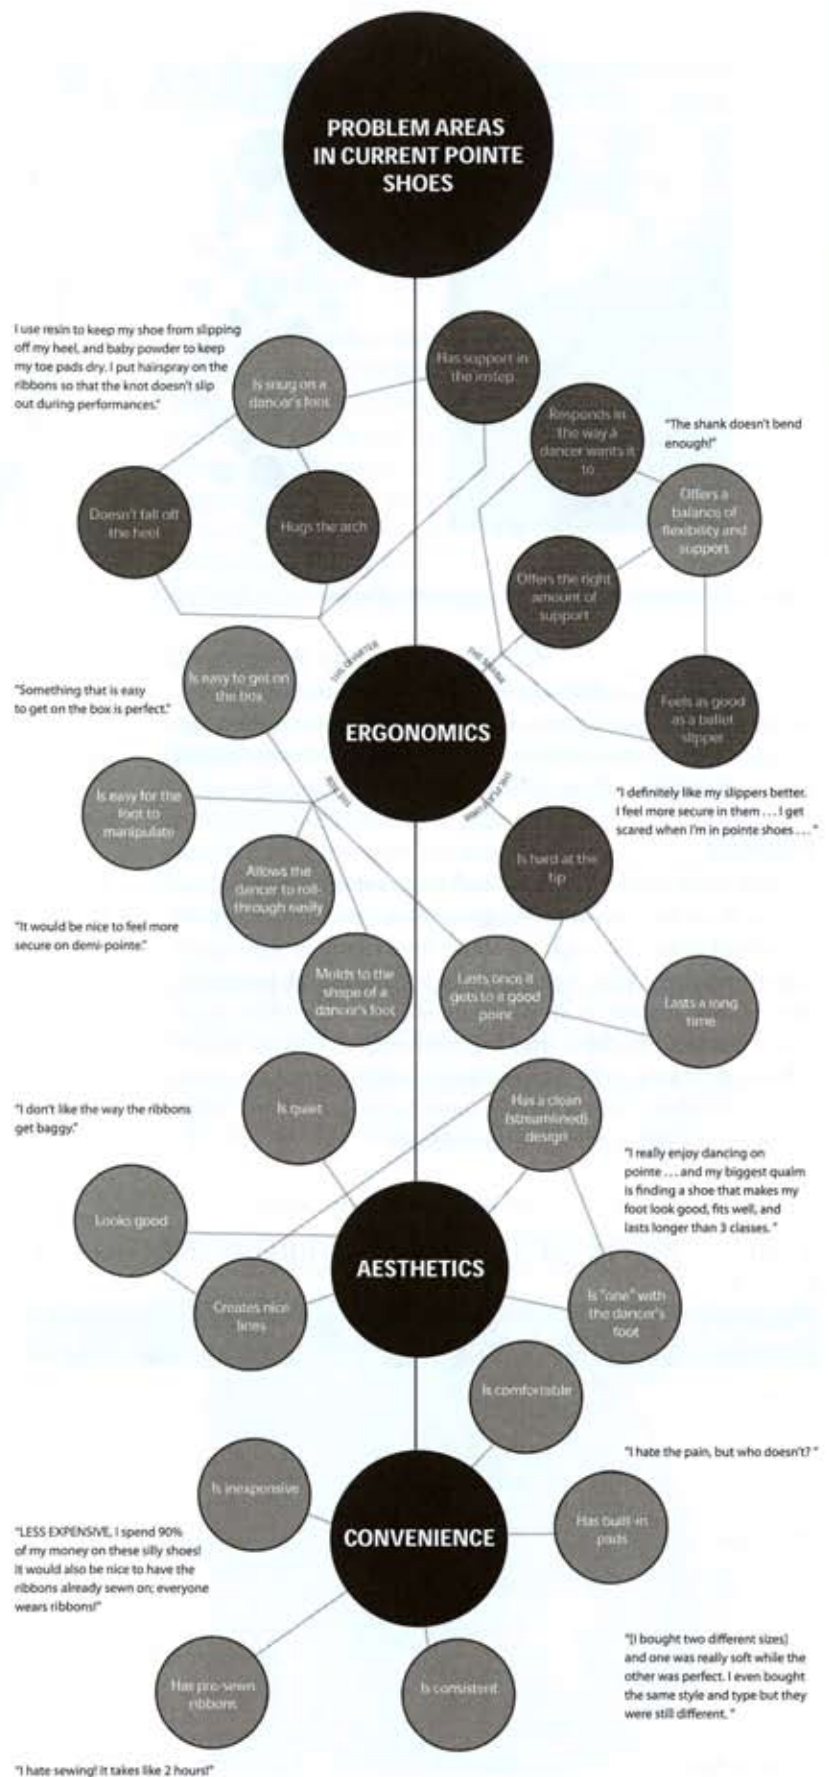 PROBLEM AREAS
IN CURRENT POINTE
SHOES
I use resin to keep my shoe from slipping
off my heel, and baby powder to keep
my toe pads dry. I put hairspray on the
ribbons so that the knot doesn't slip
out during performances."
Is snug on a
dancer's foot
Has support in
the instep
Responds in
the way a
dancer wants it
to
"The shank doesn't bend
enough!"
Doesn't fall off
the heel
Hugs the arch
Offers a
balance of
flexibility and
support
Offers the right
amount of
support
THE QUARTER
THE SHANK
Is easy to get on
the box
"Something that is easy
to get on the box is perfect."
ERGONOMICS
Feels as good
as a ballet
slipper
THE BOX
THE PLATFORM
Is easy for the
foot to
manipulate
"I definitely like my slippers better.
I feel more secure in them . . . I get
scared when I'm in pointe shoes . . . "
Is hard at the
tip
Allows the
dancer to roll-
through easily
"It would be nice to feel more
secure on demi-pointe."
Molds to the
shape of a
dancer's foot
Lasts once it
gets to a good
point
Lasts a long
time
Is quiet
Has a clean
(streamlined)
design
"I don't like the way the ribbons
get baggy."
"I really enjoy dancing on
pointe . . . and my biggest qualm
is finding a shoe that makes my
foot look good, fits well, and
lasts longer than 3 classes. "
Looks good
AESTHETICS
Creates nice
lines
Is "one" with
the dancer's
foot
Is comfortable
"I hate the pain, but who doesn't? "
Is inexpensive
CONVENIENCE
Has built-in
pads
"LESS EXPENSIVE, I spend 90%
of my money on these silly shoes!
It would also be nice to have the
ribbons already sewn on; everyone
wears ribbons!"
Has pre-sewn
ribbons
Is consistent
"[I bought two different sizes]
and one was really soft while the
other was perfect. I even bought
the same style and type but they
were still different. "
"I hate sewing! It takes like 2 hours!"